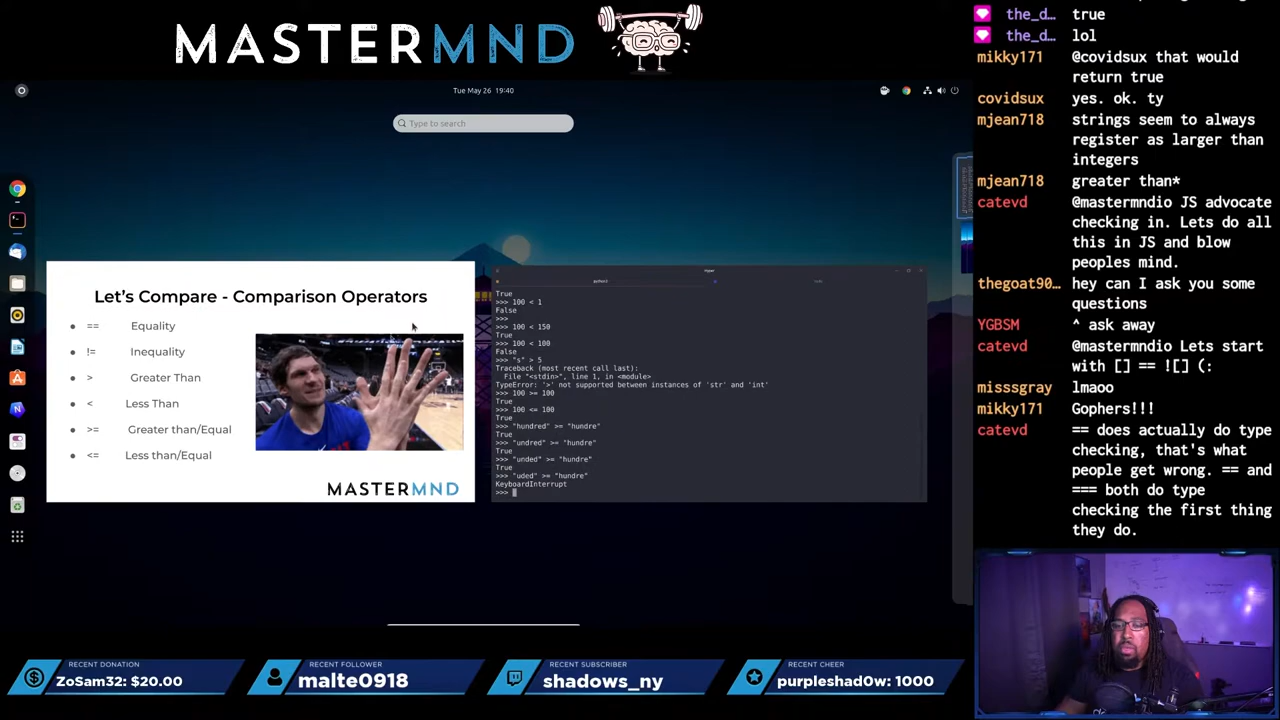 MASTERMND
Tue May 26 19:40
Type to search
Let's Compare - Comparison Operators
== Equality
!= Inequality
> Greater Than
< Less Than
>= Greater than/Equal
<= Less than/Equal
MASTERMND
Hyper
True
>>> 100 < 1
False
>>>
>>> 100 < 150
True
>>> 100 < 100
False
>>> "s" > 5
Traceback (most recent call last):
File "<stdin>", line 1, in <module>
TypeError: '>' not supported between instances of 'str' and 'int'
>>> 100 >= 100
True
>>> 100 <= 100
True
>>> "hundred" >= "hundre"
True
>>> "undred" >= "hundre"
True
>>> "unded" >= "hundre"
True
>>> "uded" >= "hundre"
KeyboardInterrupt
>>>
the_d… true
the_d… lol
mikky171 @covidsux that would
return true
covidsux yes. ok. ty
mjean718 strings seem to always
register as larger than
integers
mjean718 greater than*
catevd @mastermndio JS advocate
checking in. Lets do all
this in JS and blow
peoples mind.
thegoat90… hey can I ask you some
questions
YGBSM ^ ask away
catevd @mastermndio Lets start
with [] == ![] (:
misssgray lmaoo
mikky171 Gophers!!!
catevd == does actually do type
checking, that's what
people get wrong. == and
=== both do type
checking the first thing
they do.
RECENT DONATION
ZoSam32: $20.00
RECENT FOLLOWER
malte0918
RECENT SUBSCRIBER
shadows_ny
RECENT CHEER
purpleshad0w: 1000